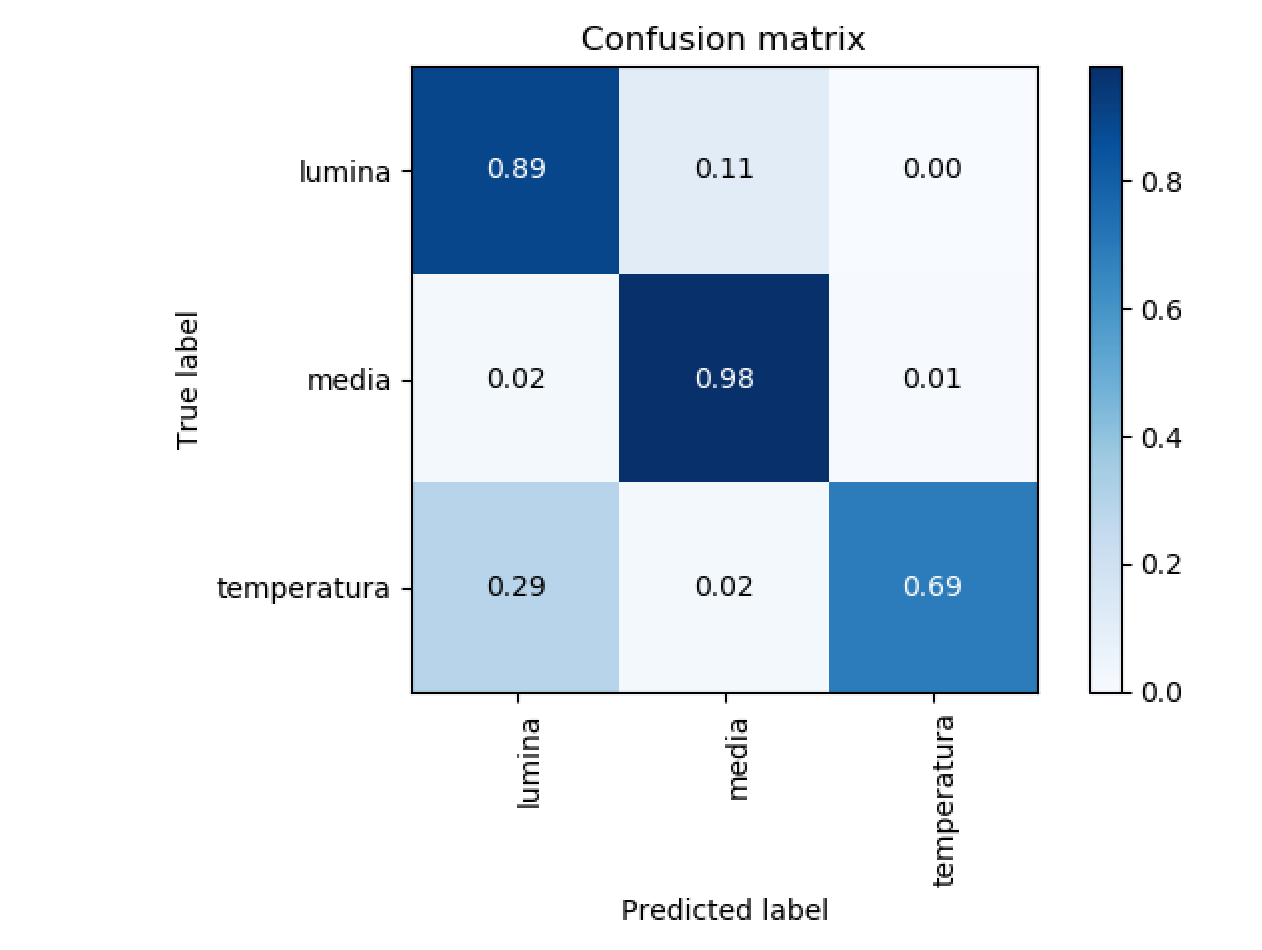 Confusion matrix
lumina 0.89 0.11 0.00
media 0.02 0.98 0.01
temperatura 0.29 0.02 0.69
True label
lumina media temperatura
Predicted label
0.8
0.6
0.4
0.2
0.0